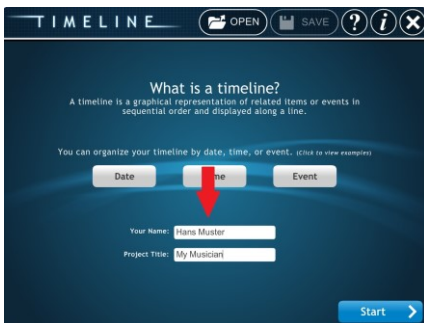 TIMELINE OPEN SAVE ? i X
What is a timeline?
A timeline is a graphical representation of related items or events in
sequential order and displayed along a line.
You can organize your timeline by date, time, or event. (Click to view examples)
Date me Event
Your Name: Hans Muster
Project Title: My Musician
Start